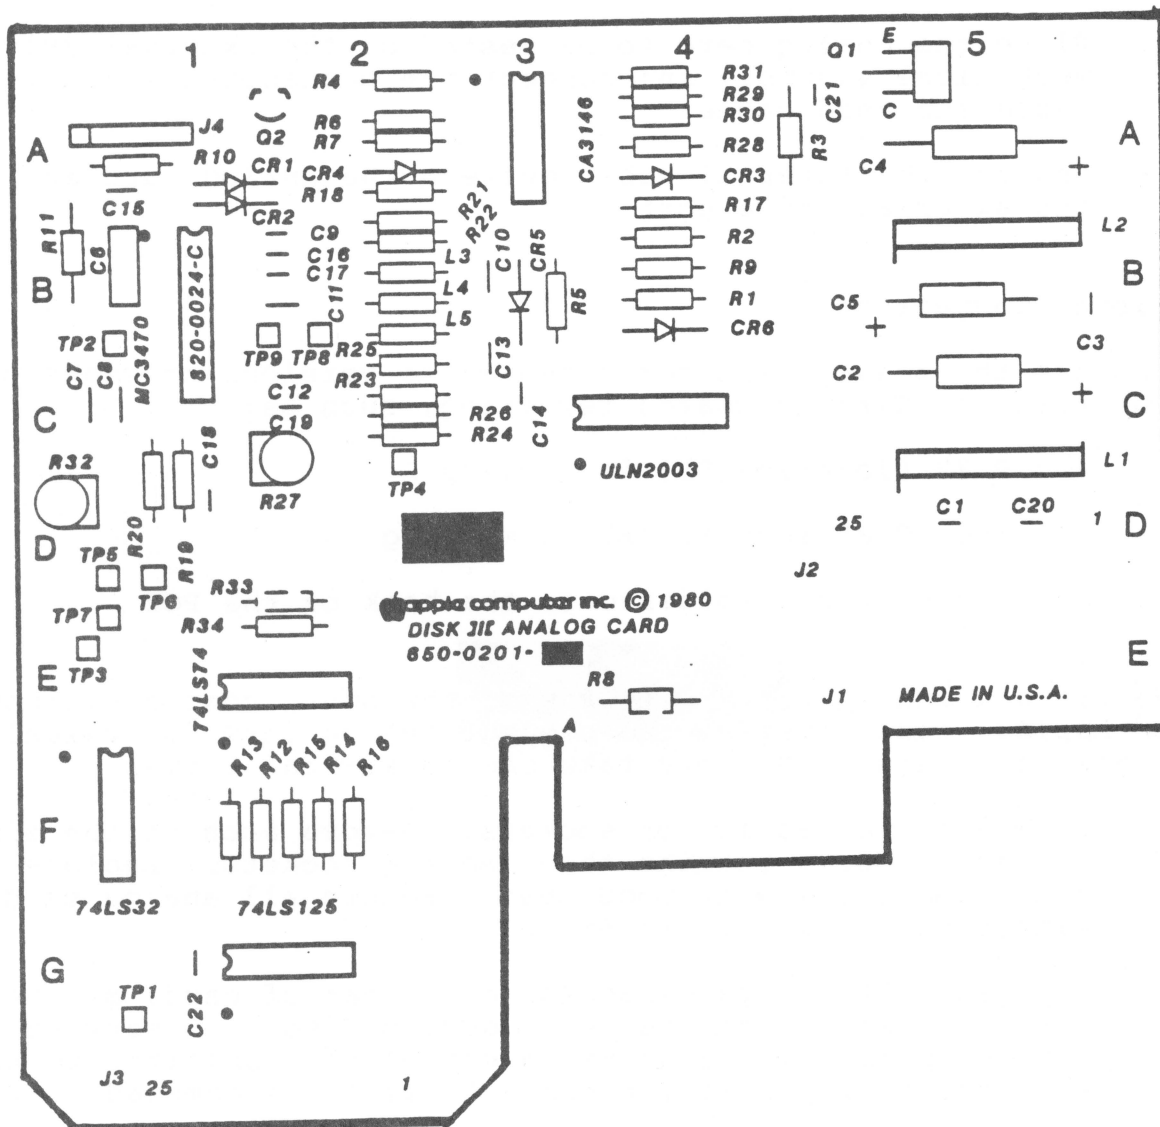 1 2 3 4 5
R4
R31
Q1 E
C
R29
R30
C21
R3
J4
Q2
R6
R7
CA3146
R28
A
A
R10
CR1
CR4
CR3
C4
+
C15
CR2
R18
R17
R11
C6
C9
R21
R22
R2
L2
C16
L3
C10
CR5
B
B
820-0024-C
C17
L4
R9
C11
L5
R5
R1
C5
+
TP2
MC3470
TP9 TP8
R25
C13
CR6
C3
C7
C8
C12
R23
C2
+
C
C
C19
R26
R24
C14
R32
C18
R27
TP4
ULN2003
L1
R20
R19
25
C1
C20
1
D
D
TP5
TP6
J2
R33
TP7
R34
apple computer inc. © 1980
DISK III ANALOG CARD
650-0201-
TP3
E
E
74LS74
R8
J1
MADE IN U.S.A.
A
R13 R12 R15 R14 R16
F
74LS32
74LS125
G
TP1
C22
J3 25
1